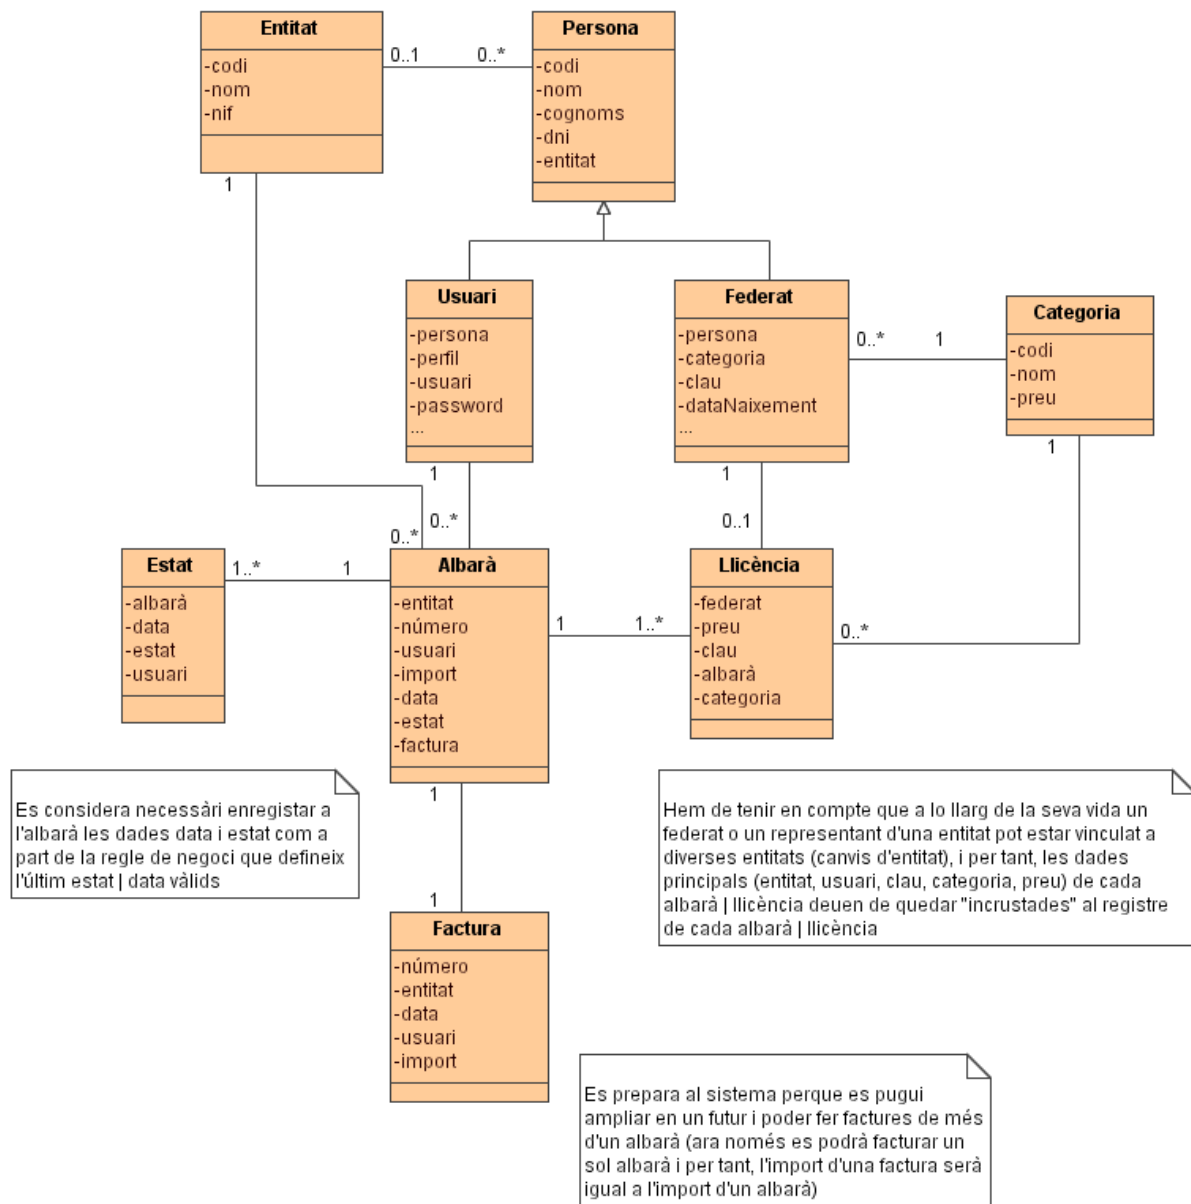 Entitat
-codi
-nom
-nif
0..1
0..*
Persona
-codi
-nom
-cognoms
-dni
-entitat
1
Usuari
-persona
-perfil
-usuari
-password
...
Federat
-persona
-categoria
-clau
-dataNaixement
...
0..*
1
Categoria
-codi
-nom
-preu
1
1
1
0..*
0..*
0..1
Estat
-albarà
-data
-estat
-usuari
1..*
1
Albarà
-entitat
-número
-usuari
-import
-data
-estat
-factura
1
1..*
Llicència
-federat
-preu
-clau
-albarà
-categoria
0..*
Es considera necessàri enregistar a
l'albarà les dades data i estat com a
part de la regle de negoci que defineix
l'últim estat | data vàlids
1
1
Hem de tenir en compte que a lo llarg de la seva vida un
federat o un representant d'una entitat pot estar vinculat a
diverses entitats (canvis d'entitat), i per tant, les dades
principals (entitat, usuari, clau, categoria, preu) de cada
albarà | llicència deuen de quedar "incrustades" al registre
de cada albarà | llicència
Factura
-número
-entitat
-data
-usuari
-import
Es prepara al sistema perque es pugui
ampliar en un futur i poder fer factures de més
d'un albarà (ara només es podrà facturar un
sol albarà i per tant, l'import d'una factura serà
igual a l'import d'un albarà)